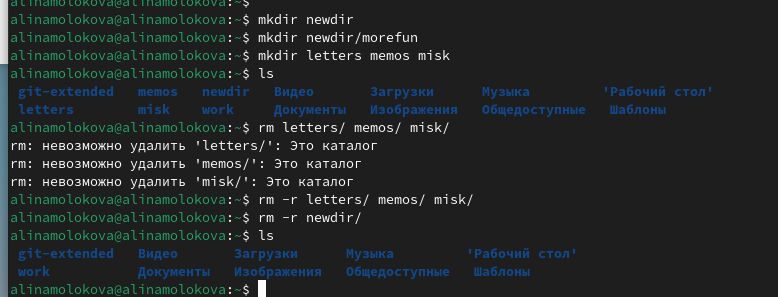 alinamolokova@alinamolokova:~$
alinamolokova@alinamolokova:~$ mkdir newdir
alinamolokova@alinamolokova:~$ mkdir newdir/morefun
alinamolokova@alinamolokova:~$ mkdir letters memos misk
alinamolokova@alinamolokova:~$ ls
git-extended memos newdir Видео Загрузки Музыка 'Рабочий стол'
letters misk work Документы Изображения Общедоступные Шаблоны
alinamolokova@alinamolokova:~$ rm letters/ memos/ misk/
rm: невозможно удалить 'letters/': Это каталог
rm: невозможно удалить 'memos/': Это каталог
rm: невозможно удалить 'misk/': Это каталог
alinamolokova@alinamolokova:~$ rm -r letters/ memos/ misk/
alinamolokova@alinamolokova:~$ rm -r newdir/
alinamolokova@alinamolokova:~$ ls
git-extended Видео Загрузки Музыка 'Рабочий стол'
work Документы Изображения Общедоступные Шаблоны
alinamolokova@alinamolokova:~$